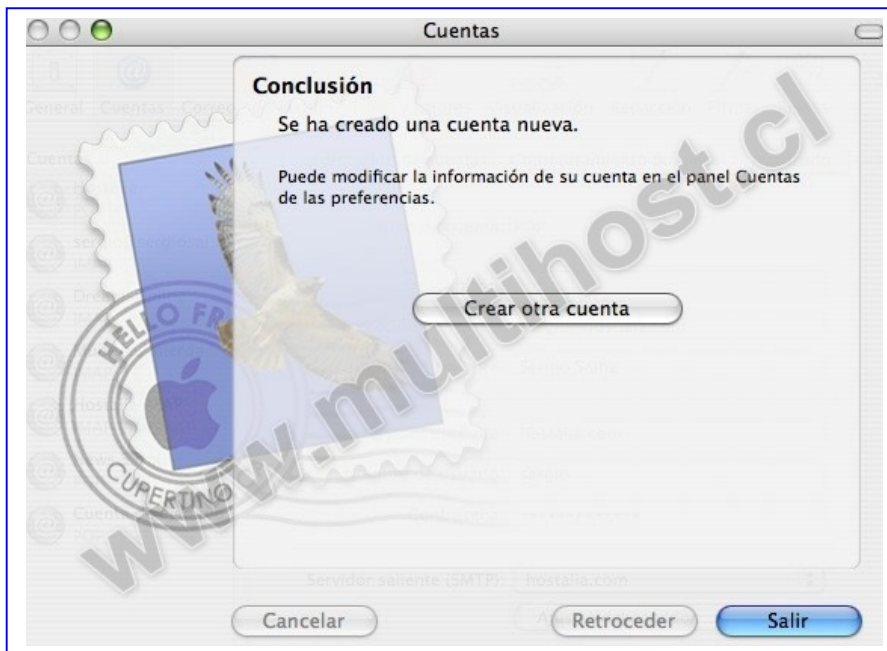 Cuentas
General Cuentas
Conclusión
Se ha creado una cuenta nueva.
Puede modificar la información de su cuenta en el panel Cuentas
de las preferencias.
Crear otra cuenta
HELLO FR
CUPERTINO
www.multihost.cl
Servidor saliente (SMTP): hostalia.com
Cancelar
Retroceder
Salir